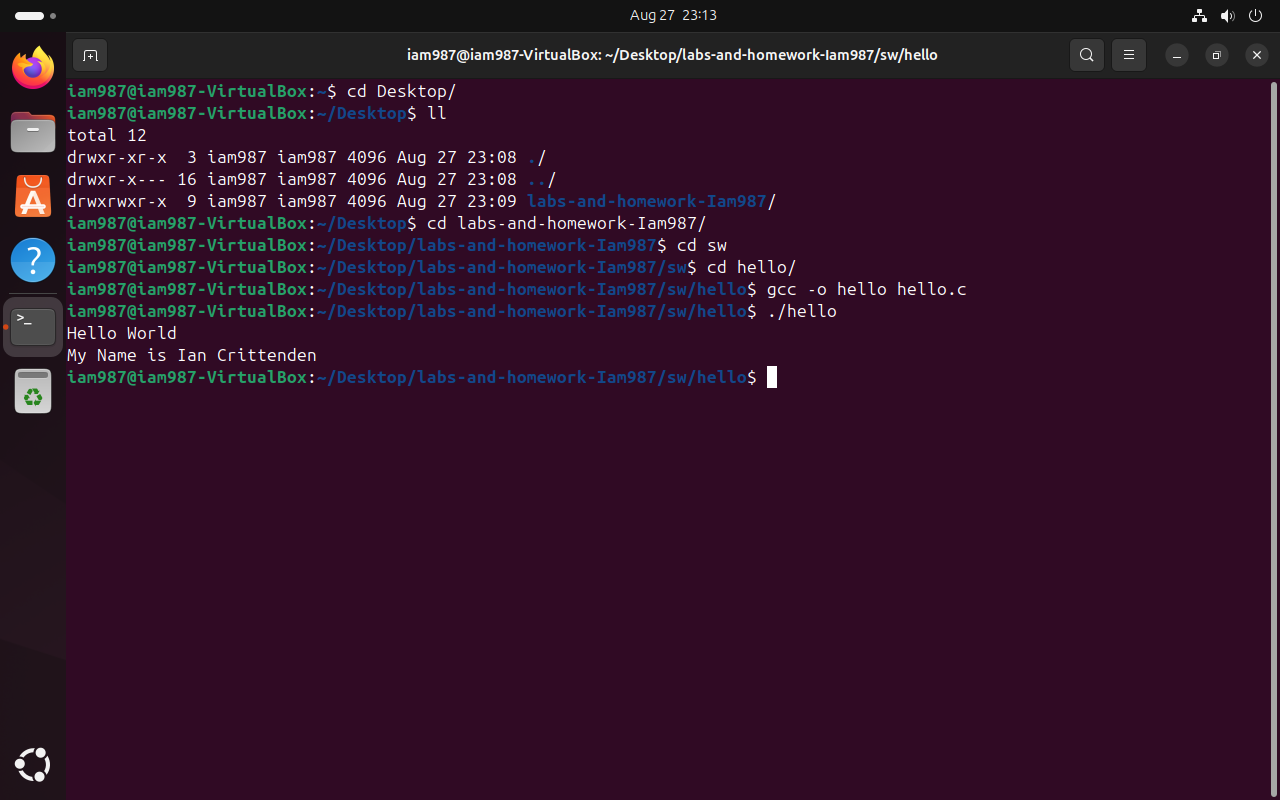 Aug 27 23:13
iam987@iam987-VirtualBox: ~/Desktop/labs-and-homework-Iam987/sw/hello
iam987@iam987-VirtualBox:~$ cd Desktop/
iam987@iam987-VirtualBox:~/Desktop$ ll
total 12
drwxr-xr-x  3 iam987 iam987 4096 Aug 27 23:08 ./
drwxr-x--- 16 iam987 iam987 4096 Aug 27 23:08 ../
drwxrwxr-x  9 iam987 iam987 4096 Aug 27 23:09 labs-and-homework-Iam987/
iam987@iam987-VirtualBox:~/Desktop$ cd labs-and-homework-Iam987/
iam987@iam987-VirtualBox:~/Desktop/labs-and-homework-Iam987$ cd sw
iam987@iam987-VirtualBox:~/Desktop/labs-and-homework-Iam987/sw$ cd hello/
iam987@iam987-VirtualBox:~/Desktop/labs-and-homework-Iam987/sw/hello$ gcc -o hello hello.c
iam987@iam987-VirtualBox:~/Desktop/labs-and-homework-Iam987/sw/hello$ ./hello
Hello World
My Name is Ian Crittenden
iam987@iam987-VirtualBox:~/Desktop/labs-and-homework-Iam987/sw/hello$